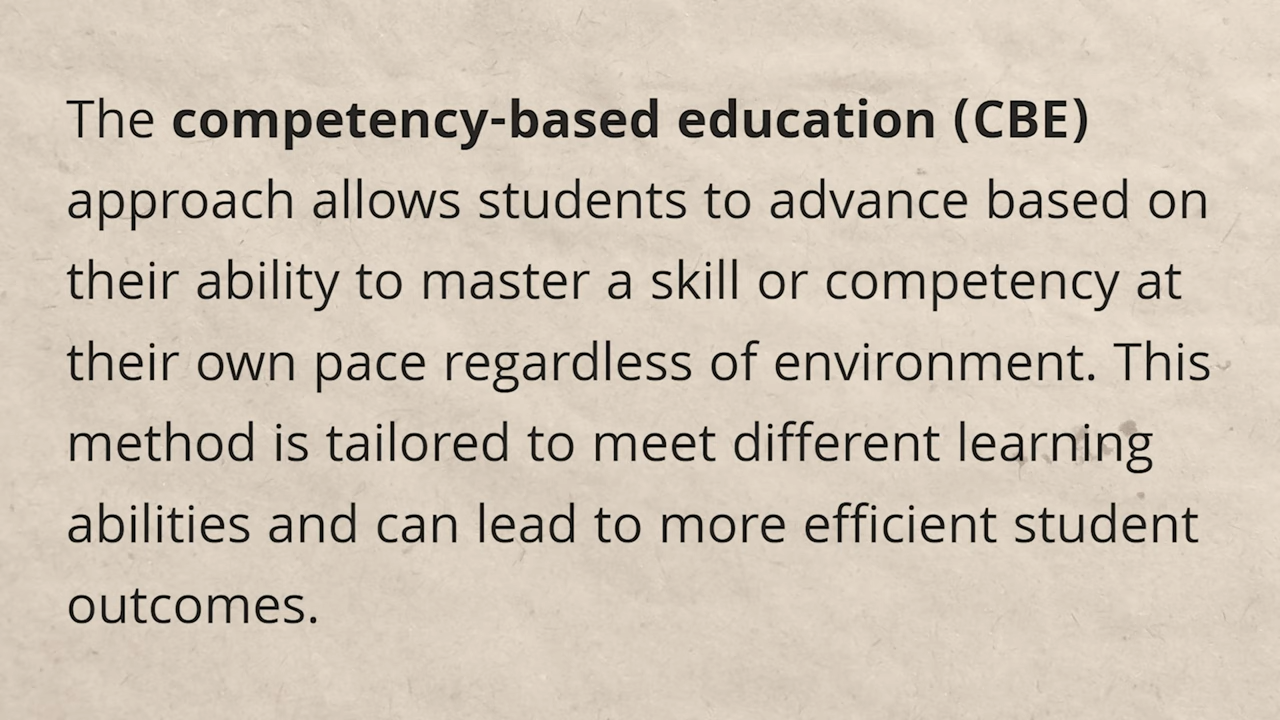 The competency-based education (CBE)
approach allows students to advance based on
their ability to master a skill or competency at
their own pace regardless of environment. This
method is tailored to meet different learning
abilities and can lead to more efficient student
outcomes.